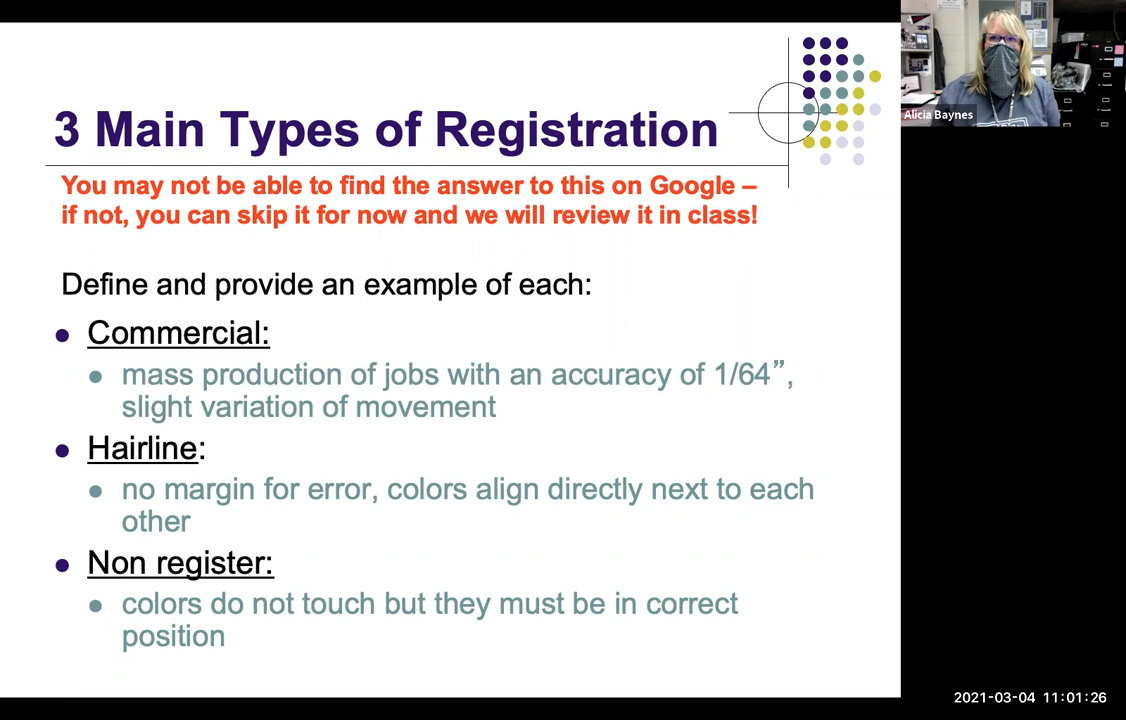 3 Main Types of Registration
You may not be able to find the answer to this on Google –
if not, you can skip it for now and we will review it in class!
Define and provide an example of each:
Commercial:
mass production of jobs with an accuracy of 1/64”,
slight variation of movement
Hairline:
no margin for error, colors align directly next to each
other
Non register:
colors do not touch but they must be in correct
position
Alicia Baynes
2021-03-04 11:01:26